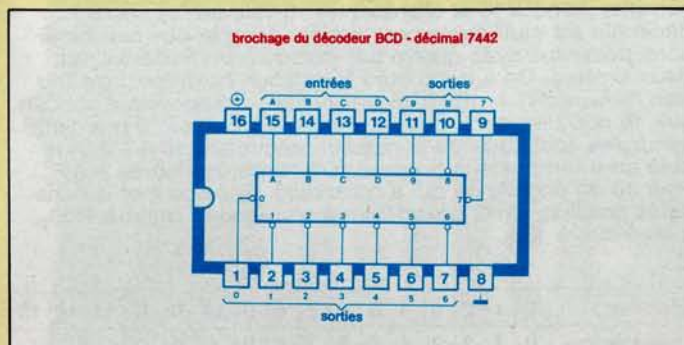 brochage du décodeur BCD - décimal 7442
entrées sorties
A B C D 9 8 7
16 15 14 13 12 11 10 9
A B C D 9 8
0 7
1 2 3 4 5 6
1 2 3 4 5 6 7 8
0 1 2 3 4 5 6
sorties